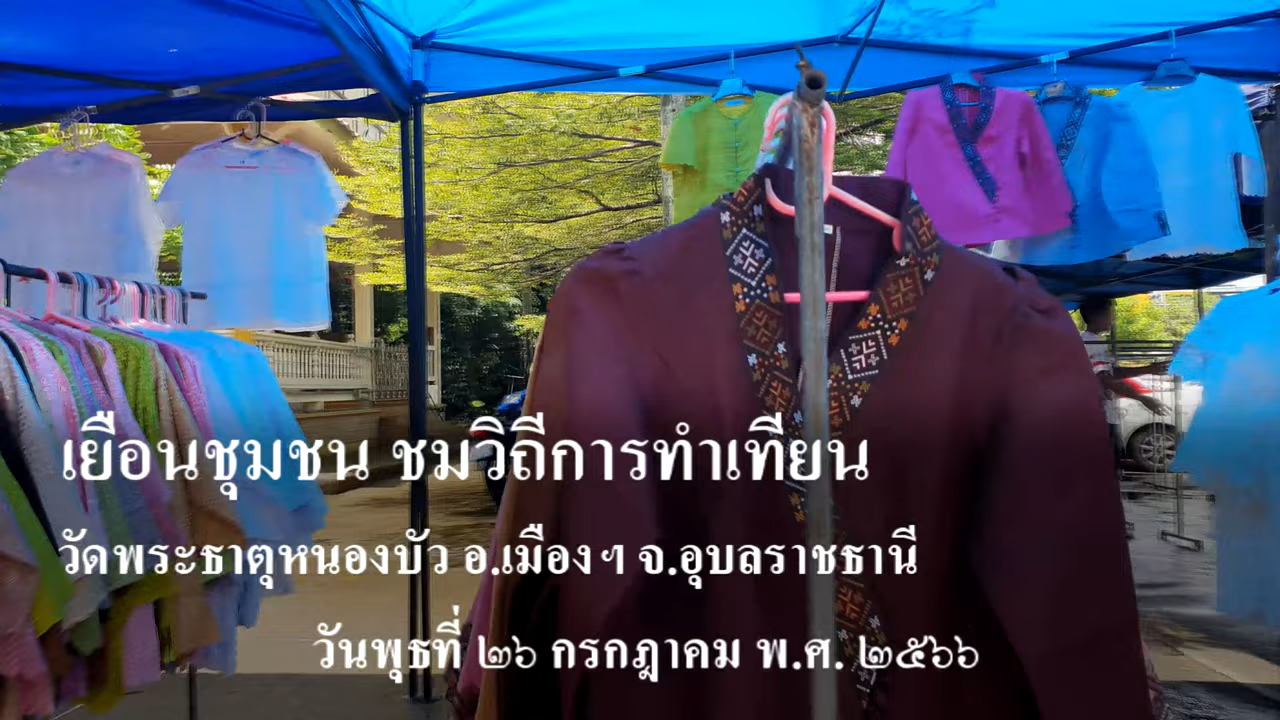 เยือนชุมชน ชมวิถีการทำเทียน
วัดพระธาตุหนองบัว อ.เมืองฯ จ.อุบลราชธานี
วันพุธที่ ๒๖ กรกฎาคม พ.ศ. ๒๕๖๖